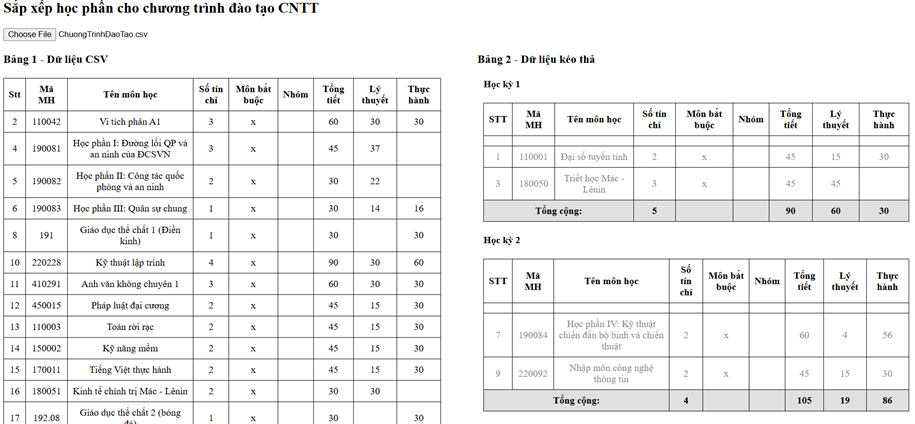 Sắp xếp học phần cho chương trình đào tạo CNTT
Choose File ChuongTrinhDaoTao.csv
Bảng 1 - Dữ liệu CSV
Stt Mã MH Tên môn học Số tín chỉ Môn bắt buộc Nhóm Tổng tiết Lý thuyết Thực hành
2 110042 Vi tích phân A1 3 x 60 30 30
4 190081 Học phần I: Đường lối QP và an ninh của ĐCSVN 3 x 45 37
5 190082 Học phần II: Công tác quốc phòng và an ninh 2 x 30 22
6 190083 Học phần III: Quân sự chung 1 x 30 14 16
8 191 Giáo dục thể chất 1 (Điền kinh) 1 x 30 30
10 220228 Kỹ thuật lập trình 4 x 90 30 60
11 410291 Anh văn không chuyên 1 3 x 60 30 30
12 450015 Pháp luật đại cương 2 x 45 15 30
13 110003 Toán rời rạc 2 x 45 15 30
14 150002 Kỹ năng mềm 2 x 45 15 30
15 170011 Tiếng Việt thực hành 2 x 45 15 30
16 180051 Kinh tế chính trị Mác - Lênin 2 x 30 30
17 192.08 Giáo dục thể chất 2 (bóng đá) 1 x 30 30
Bảng 2 - Dữ liệu kéo thả
Học kỳ 1
STT Mã MH Tên môn học Số tín chỉ Môn bắt buộc Nhóm Tổng tiết Lý thuyết Thực hành
1 110001 Đại số tuyến tính 2 x 45 15 30
3 180050 Triết học Mác - Lênin 3 x 45 45
Tổng cộng: 5 90 60 30
Học kỳ 2
STT Mã MH Tên môn học Số tín chỉ Môn bắt buộc Nhóm Tổng tiết Lý thuyết Thực hành
7 190084 Học phần IV: Kỹ thuật chiến đấu bộ binh và chiến thuật 2 x 60 4 56
9 220092 Nhập môn công nghệ thông tin 2 x 45 15 30
Tổng cộng: 4 105 19 86